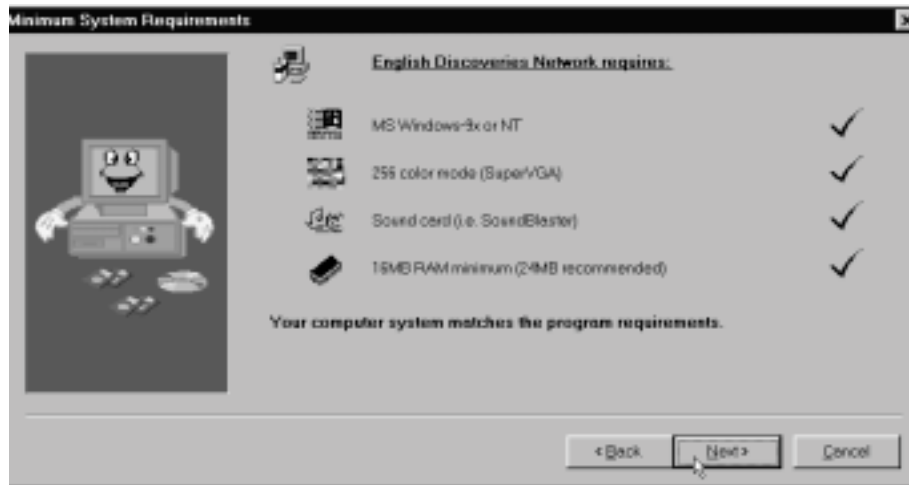 Minimum System Requirements
English Discoveries Network requires:
MS Windows-9x or NT
256 color mode (SuperVGA)
Sound card (i.e. SoundBlaster)
16MB RAM minimum (24MB recommended)
Your computer system matches the program requirements.
< Back
Next >
Cancel